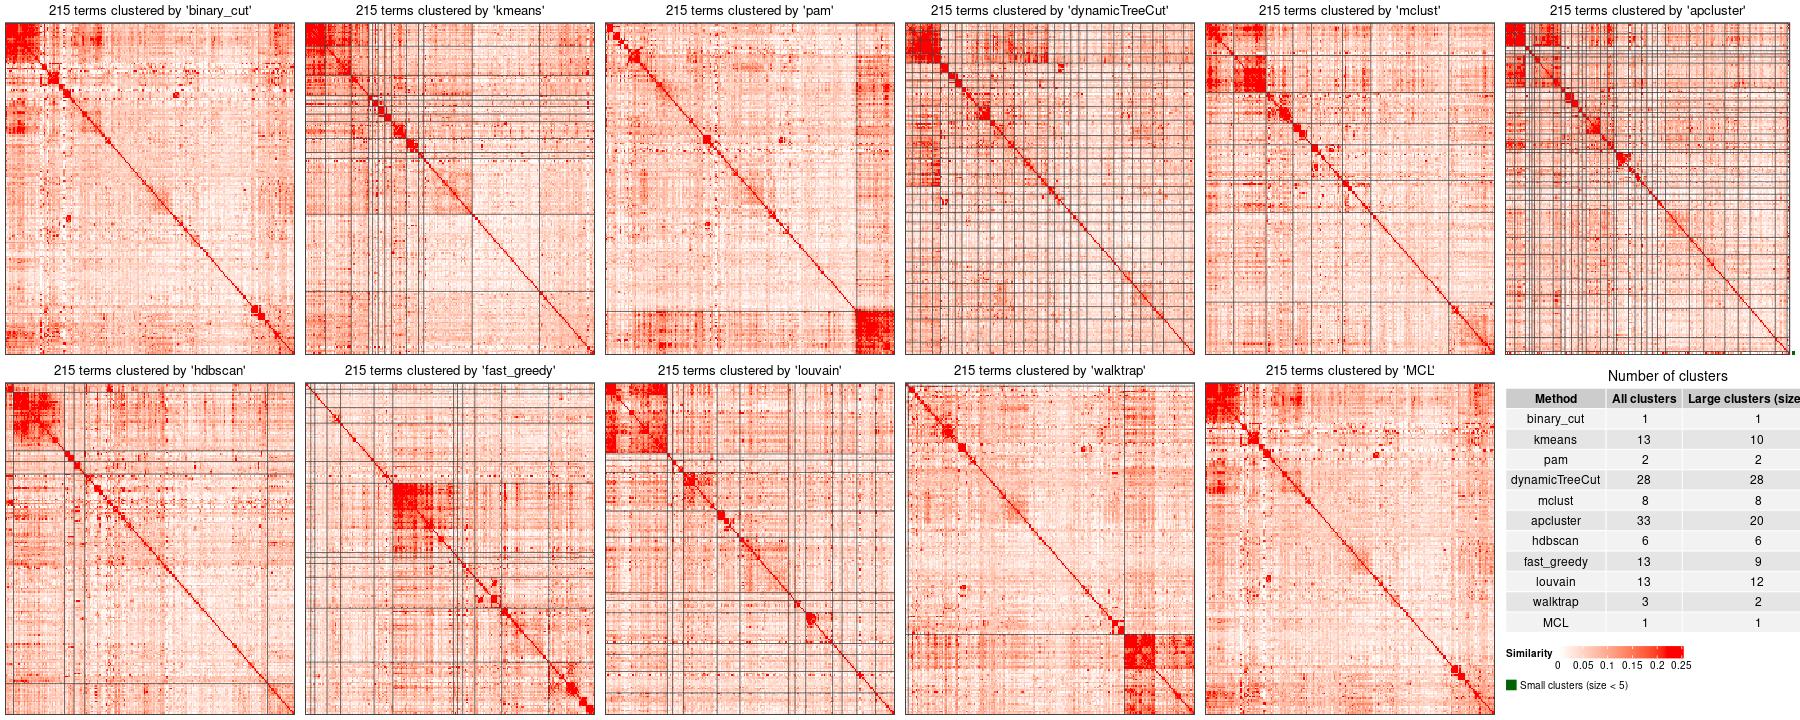 215 terms clustered by 'binary_cut'
215 terms clustered by 'kmeans'
215 terms clustered by 'pam'
215 terms clustered by 'dynamicTreeCut'
215 terms clustered by 'mclust'
215 terms clustered by 'apcluster'
215 terms clustered by 'hdbscan'
215 terms clustered by 'fast_greedy'
215 terms clustered by 'louvain'
215 terms clustered by 'walktrap'
215 terms clustered by 'MCL'
Number of clusters
Method All clusters Large clusters (size
binary_cut 1 1
kmeans 13 10
pam 2 2
dynamicTreeCut 28 28
mclust 8 8
apcluster 33 20
hdbscan 6 6
fast_greedy 13 9
louvain 13 12
walktrap 3 2
MCL 1 1
Similarity
0 0.05 0.1 0.15 0.2 0.25
Small clusters (size < 5)